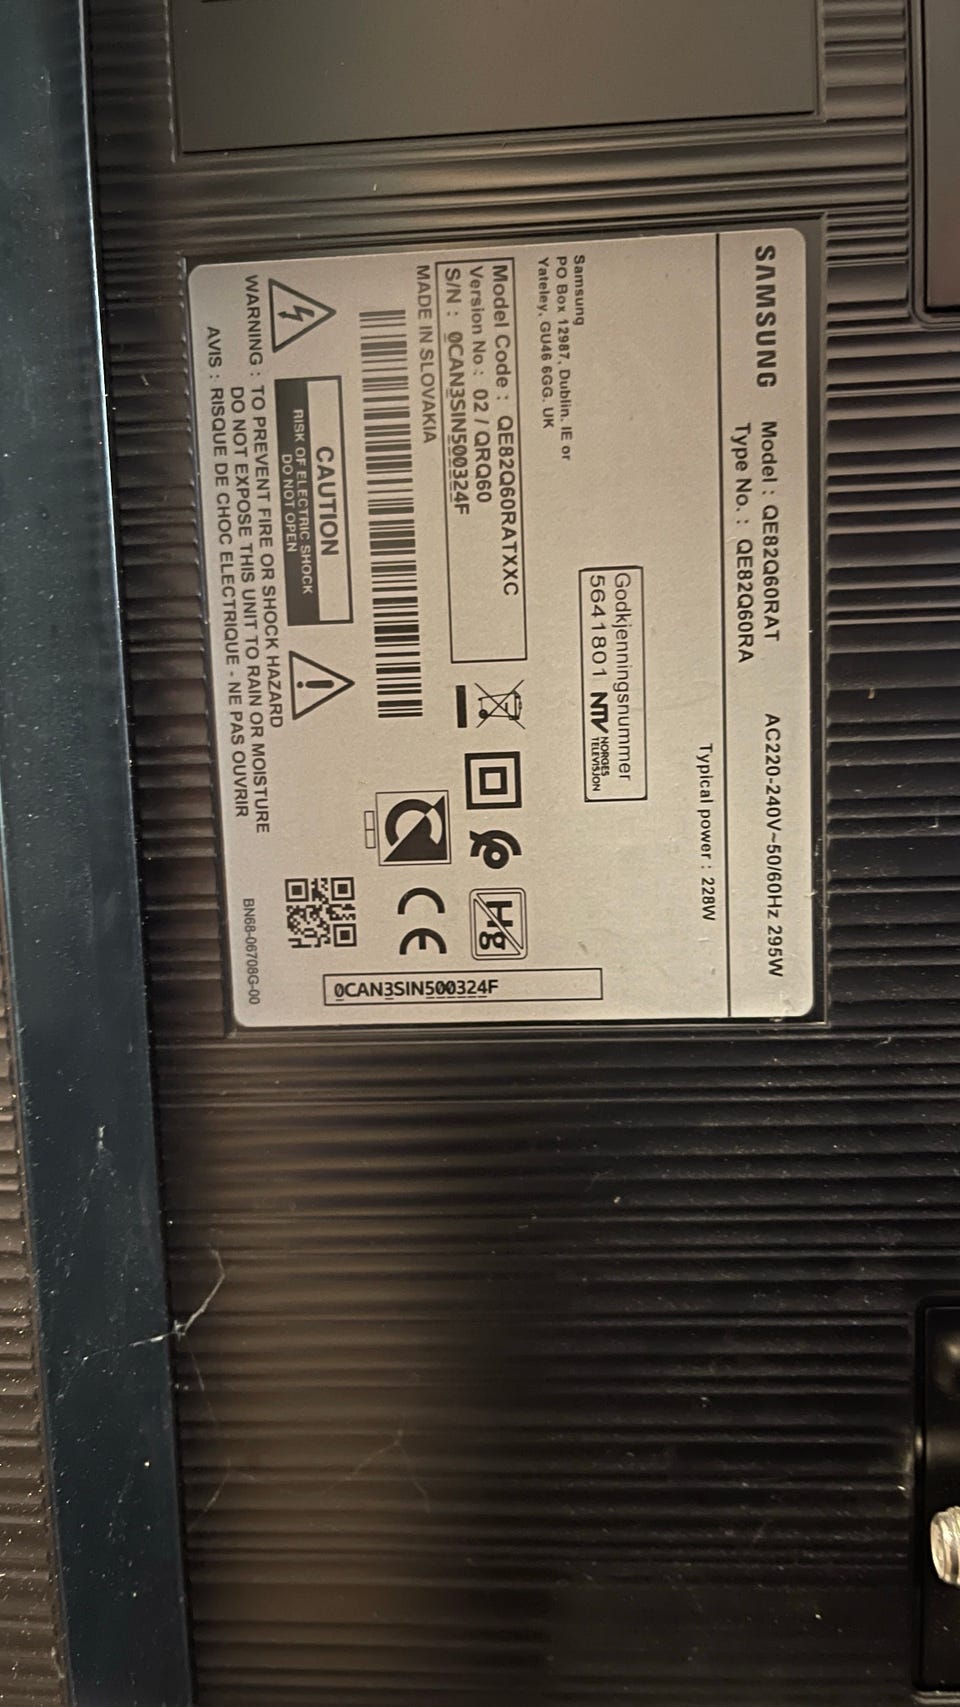 SAMSUNG Model : QE82Q60RAT AC220-240V~50/60Hz 295W
Type No. : QE82Q60RA
Typical power : 228W
Godkjenningsnummer
5641801 NTV NORGES TELEVISJON
Samsung
PO Box 12987, Dublin. IE or
Yateley, GU46 6GG. UK
Model Code : QE82Q60RATXXC
Version No : 02 / QRQ60
S/N : 0CAN3SIN500324F
MADE IN SLOVAKIA
Hg
CE
CAUTION
RISK OF ELECTRIC SHOCK
DO NOT OPEN
WARNING : TO PREVENT FIRE OR SHOCK HAZARD
DO NOT EXPOSE THIS UNIT TO RAIN OR MOISTURE
AVIS : RISQUE DE CHOC ELECTRIQUE - NE PAS OUVRIR
0CAN3SIN500324F
BN68-06708G-00